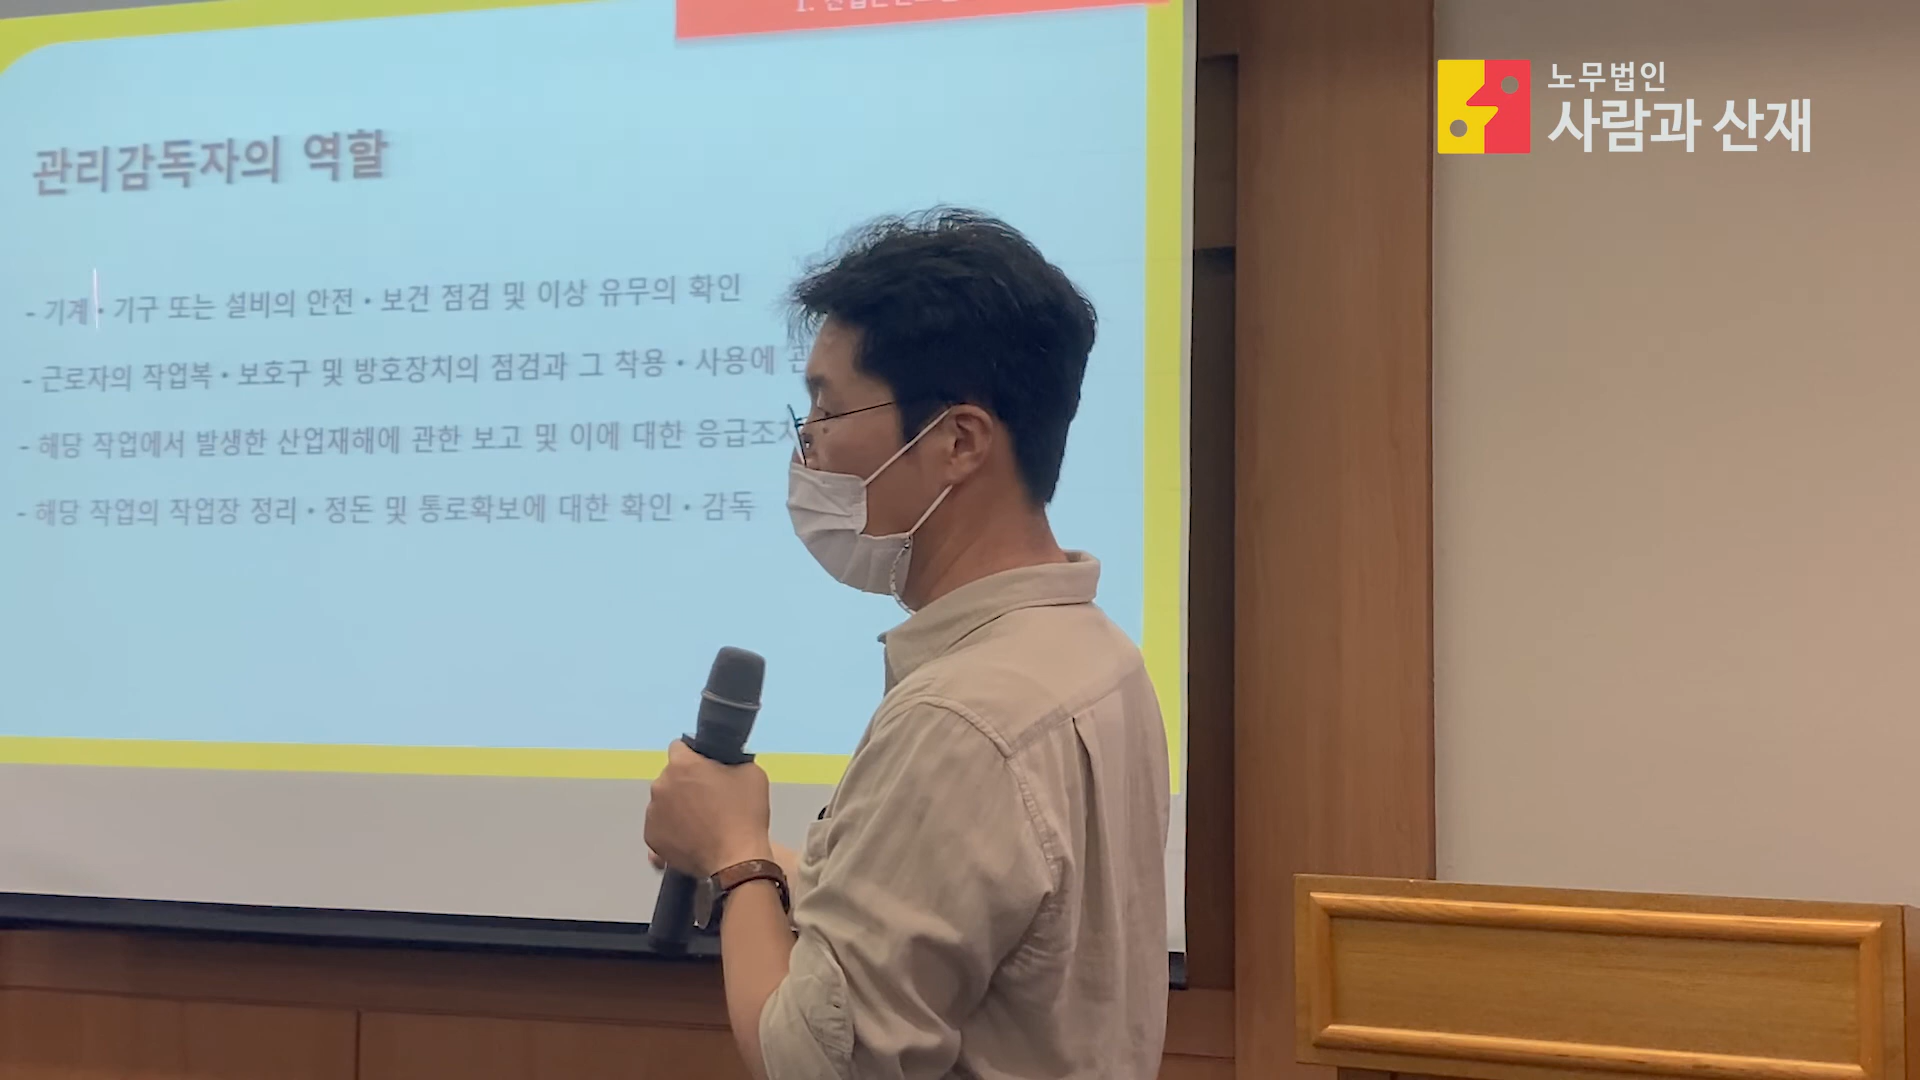 노무법인
사람과 산재
관리감독자의 역할
- 기계・기구 또는 설비의 안전・보건 점검 및 이상 유무의 확인
- 근로자의 작업복・보호구 및 방호장치의 점검과 그 착용・사용에
- 해당 작업에서 발생한 산업재해에 관한 보고 및 이에 대한 응급조치
- 해당 작업의 작업장 정리・정돈 및 통로확보에 대한 확인・감독